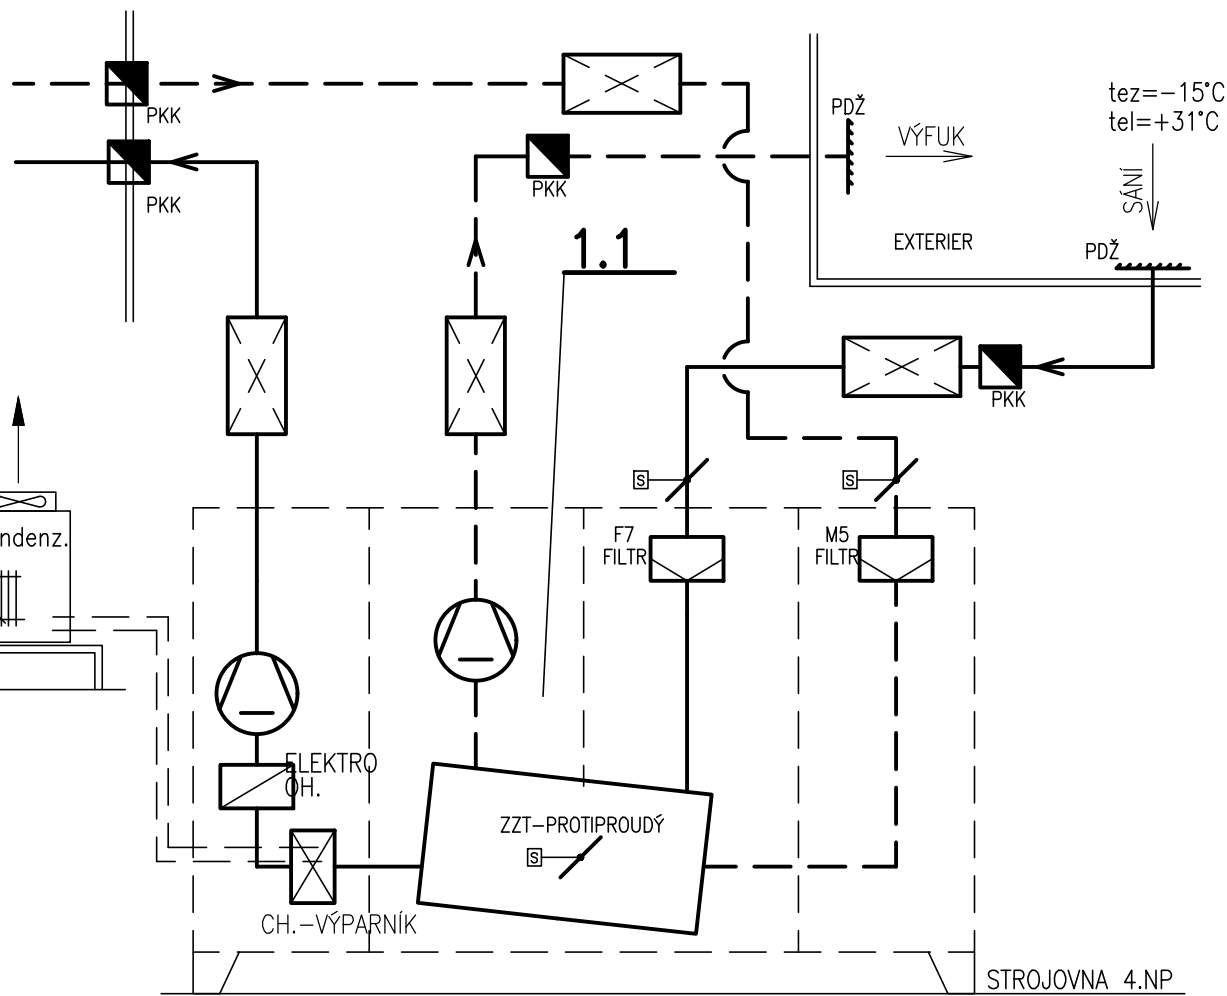 PKK
PKK
PKK
PDŽ
VÝFUK
tez=-15°C
tel=+31°C
SÁNÍ
EXTERIER
PDŽ
1.1
PKK
S
S
ndenz.
F7
FILTR
M5
FILTR
ELEKTRO
OH.
ZZT-PROTIPROUDÝ
S
CH.-VÝPARNÍK
STROJOVNA 4.NP